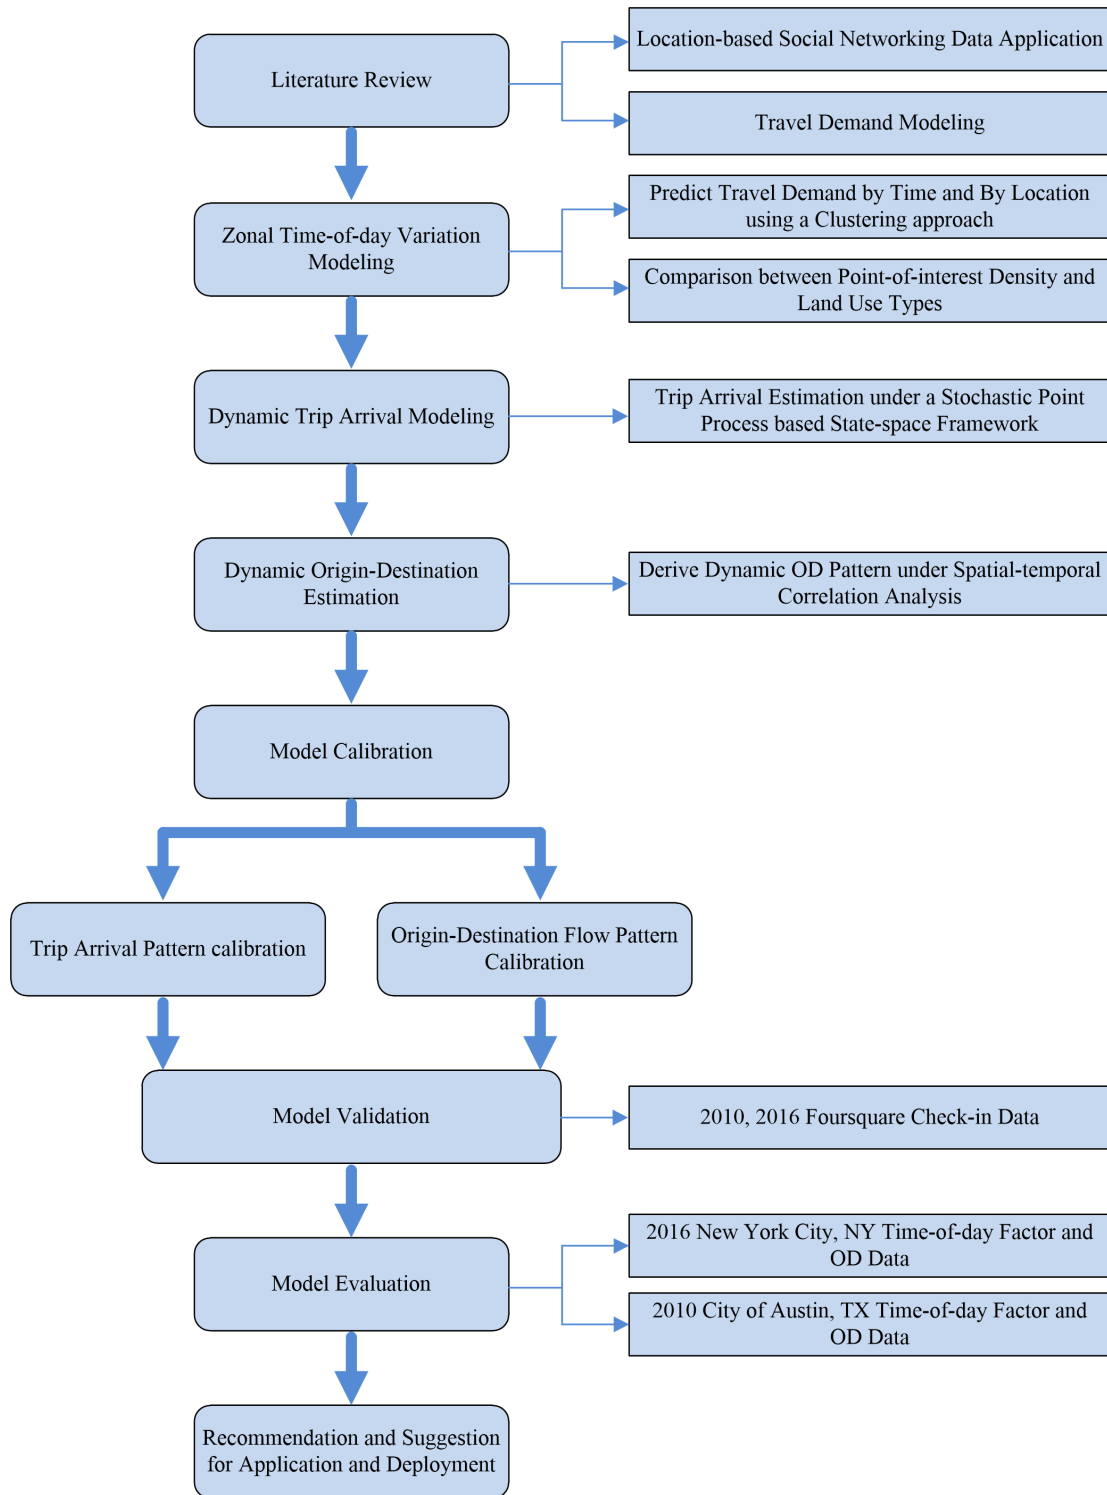 Literature Review
Location-based Social Networking Data Application
Travel Demand Modeling
Zonal Time-of-day Variation
Modeling
Predict Travel Demand by Time and By Location
using a Clustering approach
Comparison between Point-of-interest Density and
Land Use Types
Dynamic Trip Arrival Modeling
Trip Arrival Estimation under a Stochastic Point
Process based State-space Framework
Dynamic Origin-Destination
Estimation
Derive Dynamic OD Pattern under Spatial-temporal
Correlation Analysis
Model Calibration
Trip Arrival Pattern calibration
Origin-Destination Flow Pattern
Calibration
Model Validation
2010, 2016 Foursquare Check-in Data
Model Evaluation
2016 New York City, NY Time-of-day Factor and
OD Data
2010 City of Austin, TX Time-of-day Factor and
OD Data
Recommendation and Suggestion
for Application and Deployment